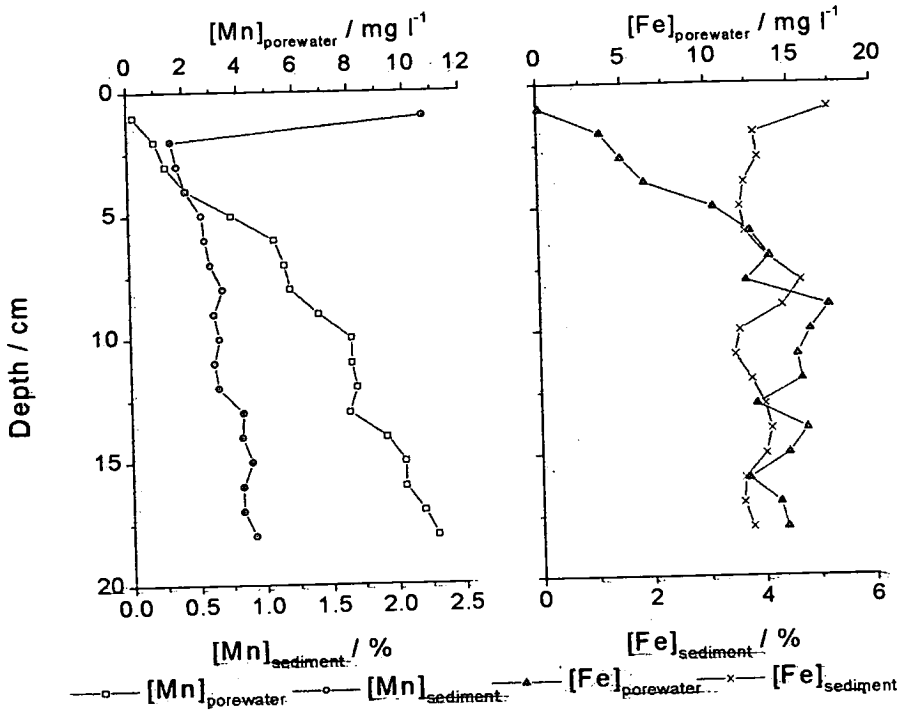 [Mn]porewater / mg l-1 [Fe]porewater / mg l-1
0 2 4 6 8 10 12 0 5 10 15 20
0
5
10
15
20
Depth / cm
0.0 0.5 1.0 1.5 2.0 2.5 0 2 4 6
[Mn]sediment / % [Fe]sediment / %
[Mn]porewater [Mn]sediment [Fe]porewater [Fe]sediment